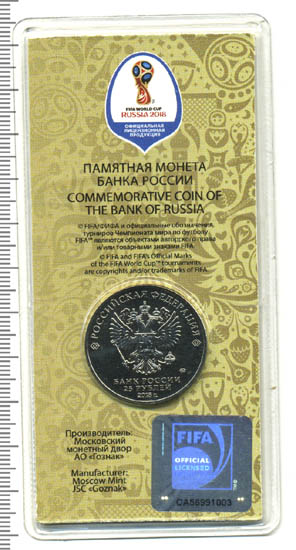 FIFA WORLD CUP
RUSSIA 2018
ОФИЦИАЛЬНАЯ
ЛИЦЕНЗИОННАЯ
ПРОДУКЦИЯ
ПАМЯТНАЯ МОНЕТА
БАНКА РОССИИ
COMMEMORATIVE COIN OF
THE BANK OF RUSSIA
© FIFA/ФИФА и официальные обозначения
турниров Чемпионата мира по футболу
FIFA™ являются объектами авторского права
и/или товарными знаками FIFA.
© FIFA and FIFA's Official Marks
of the FIFA World Cup™ tournaments
are copyrights and/or trademarks of FIFA.
РОССИЙСКАЯ ФЕДЕРАЦИЯ
БАНК РОССИИ
25 РУБЛЕЙ
2018 г.
Производитель:
Московский
монетный двор
АО «Гознак»
Manufacturer:
Moscow Mint
JSC «Goznak»
FIFA
OFFICIAL
LICENSED
CA56991003